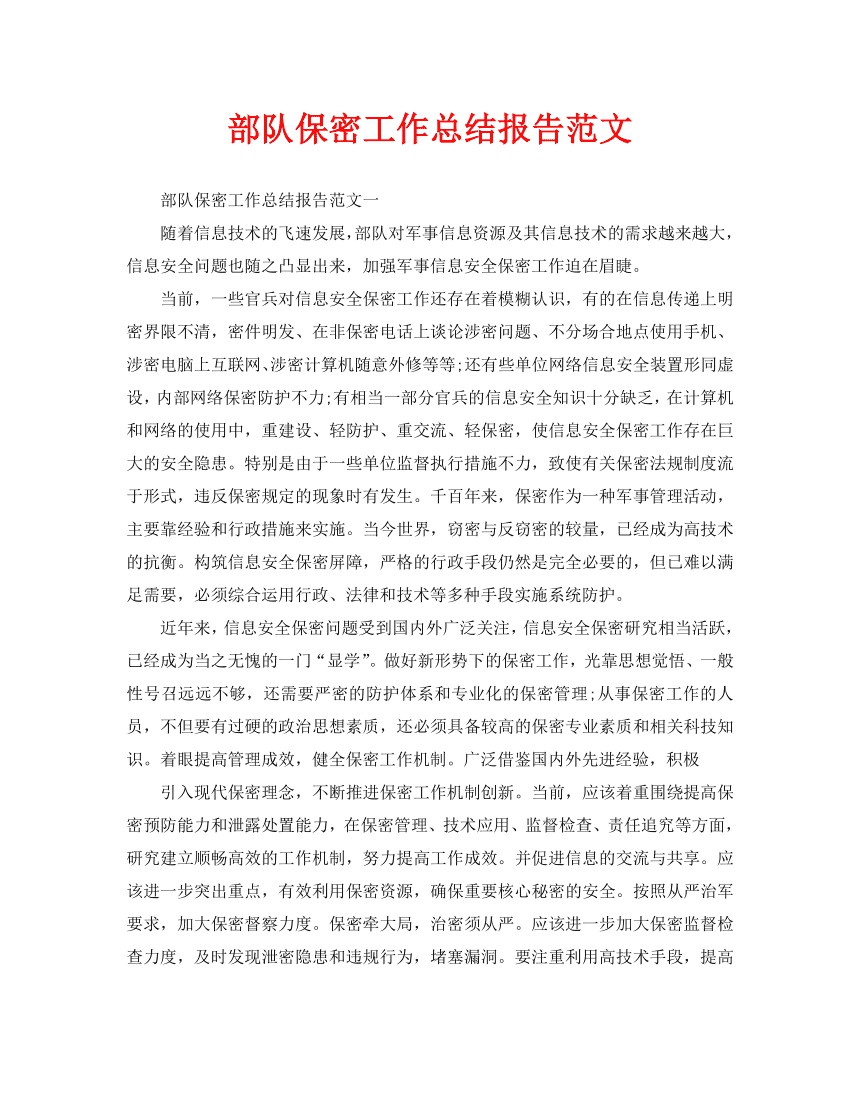 部队保密工作总结报告范文
部队保密工作总结报告范文一
随着信息技术的飞速发展,部队对军事信息资源及其信息技术的需求越来越大,
信息安全问题也随之凸显出来，加强军事信息安全保密工作迫在眉睫。
当前，一些官兵对信息安全保密工作还存在着模糊认识，有的在信息传递上明
密界限不清，密件明发、在非保密电话上谈论涉密问题、不分场合地点使用手机、
涉密电脑上互联网、涉密计算机随意外修等等;还有些单位网络信息安全装置形同虚
设，内部网络保密防护不力;有相当一部分官兵的信息安全知识十分缺乏，在计算机
和网络的使用中，重建设、轻防护、重交流、轻保密，使信息安全保密工作存在巨
大的安全隐患。特别是由于一些单位监督执行措施不力，致使有关保密法规制度流
于形式，违反保密规定的现象时有发生。千百年来，保密作为一种军事管理活动，
主要靠经验和行政措施来实施。当今世界，窃密与反窃密的较量，已经成为高技术
的抗衡。构筑信息安全保密屏障，严格的行政手段仍然是完全必要的，但已难以满
足需要，必须综合运用行政、法律和技术等多种手段实施系统防护。
近年来，信息安全保密问题受到国内外广泛关注，信息安全保密研究相当活跃，
已经成为当之无愧的一门“显学”。做好新形势下的保密工作，光靠思想觉悟、一般
性号召远远不够，还需要严密的防护体系和专业化的保密管理;从事保密工作的人
员，不但要有过硬的政治思想素质，还必须具备较高的保密专业素质和相关科技知
识。着眼提高管理成效，健全保密工作机制。广泛借鉴国内外先进经验，积极
引入现代保密理念，不断推进保密工作机制创新。当前，应该着重围绕提高保
密预防能力和泄露处置能力，在保密管理、技术应用、监督检查、责任追究等方面，
研究建立顺畅高效的工作机制，努力提高工作成效。并促进信息的交流与共享。应
该进一步突出重点，有效利用保密资源，确保重要核心秘密的安全。按照从严治军
要求，加大保密督察力度。保密牵大局，治密须从严。应该进一步加大保密监督检
查力度，及时发现泄密隐患和违规行为，堵塞漏洞。要注重利用高技术手段，提高